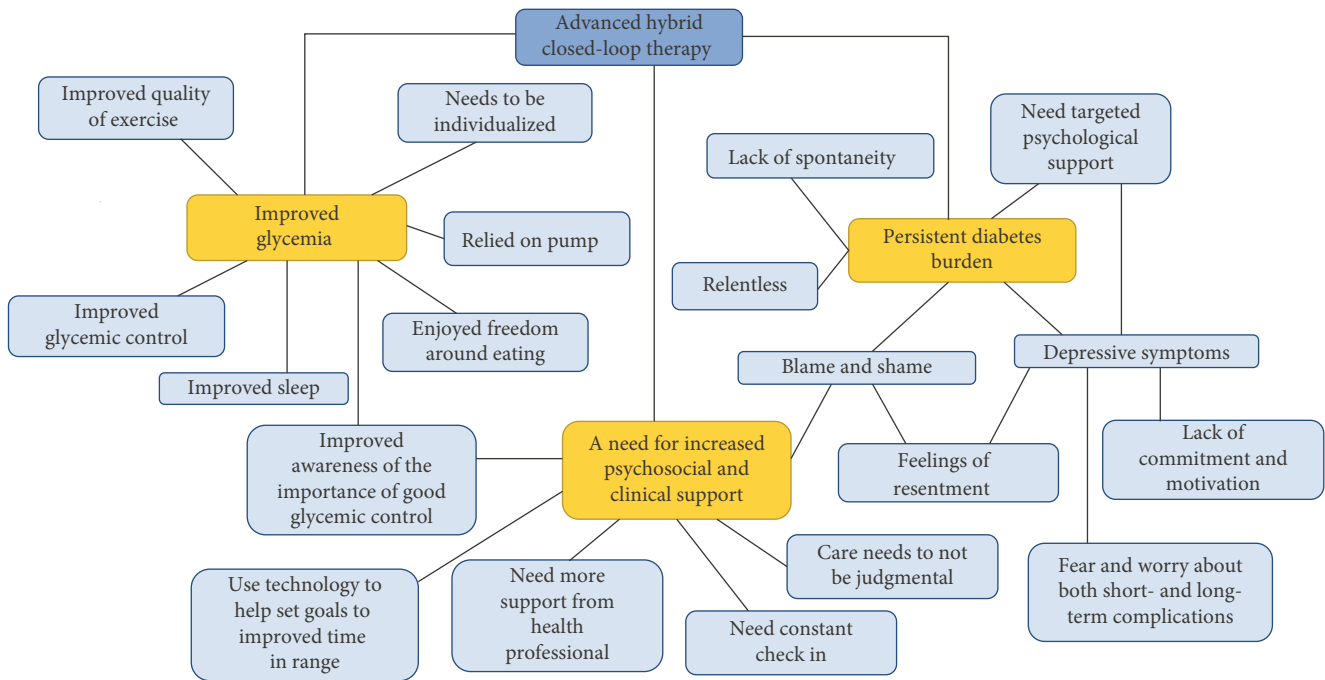 Advanced hybrid
closed-loop therapy
Improved quality
of exercise
Needs to be
individualized
Need targeted
psychological
support
Lack of spontaneity
Improved
glycemia
Relied on pump
Persistent diabetes
burden
Relentless
Improved
glycemic control
Enjoyed freedom
around eating
Improved sleep
Blame and shame
Depressive symptoms
Improved
awareness of the
importance of good
glycemic control
A need for increased
psychosocial and
clinical support
Feelings of
resentment
Lack of
commitment and
motivation
Use technology to
help set goals to
improved time
in range
Need more
support from
health
professional
Need constant
check in
Care needs to not
be judgmental
Fear and worry about
both short- and long-
term complications